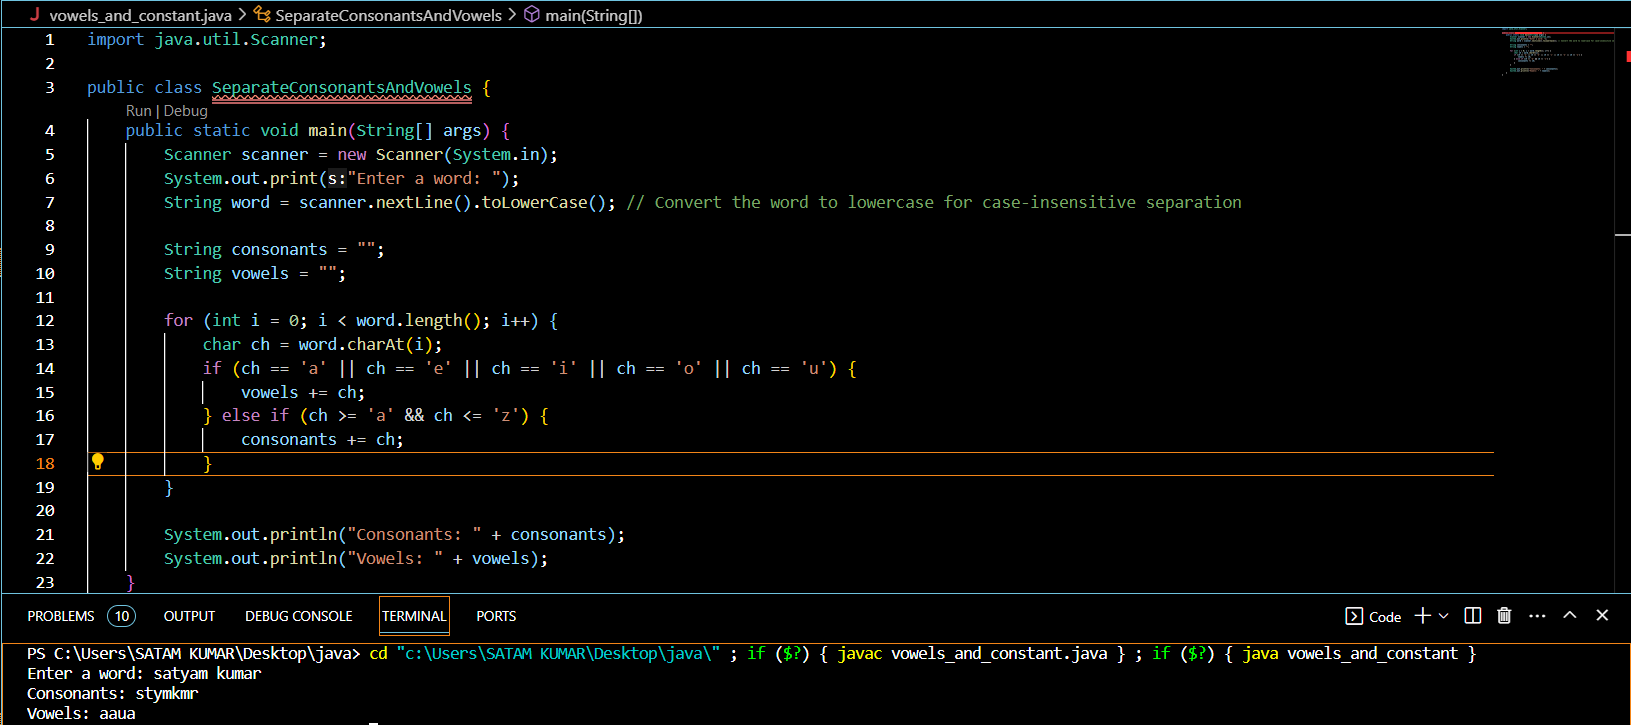 vowels_and_constant.java > SeparateConsonantsAndVowels > main(String[])
1 import java.util.Scanner;
2
3 public class SeparateConsonantsAndVowels {
Run | Debug
4 public static void main(String[] args) {
5 Scanner scanner = new Scanner(System.in);
6 System.out.print(s:"Enter a word: ");
7 String word = scanner.nextLine().toLowerCase(); // Convert the word to lowercase for case-insensitive separation
8
9 String consonants = "";
10 String vowels = "";
11
12 for (int i = 0; i < word.length(); i++) {
13 char ch = word.charAt(i);
14 if (ch == 'a' || ch == 'e' || ch == 'i' || ch == 'o' || ch == 'u') {
15 vowels += ch;
16 } else if (ch >= 'a' && ch <= 'z') {
17 consonants += ch;
18 }
19 }
20
21 System.out.println("Consonants: " + consonants);
22 System.out.println("Vowels: " + vowels);
23 }
PROBLEMS 10 OUTPUT DEBUG CONSOLE TERMINAL PORTS Code
PS C:\Users\SATAM KUMAR\Desktop\java> cd "c:\Users\SATAM KUMAR\Desktop\java\" ; if ($?) { javac vowels_and_constant.java } ; if ($?) { java vowels_and_constant }
Enter a word: satyam kumar
Consonants: stymkmr
Vowels: aaua